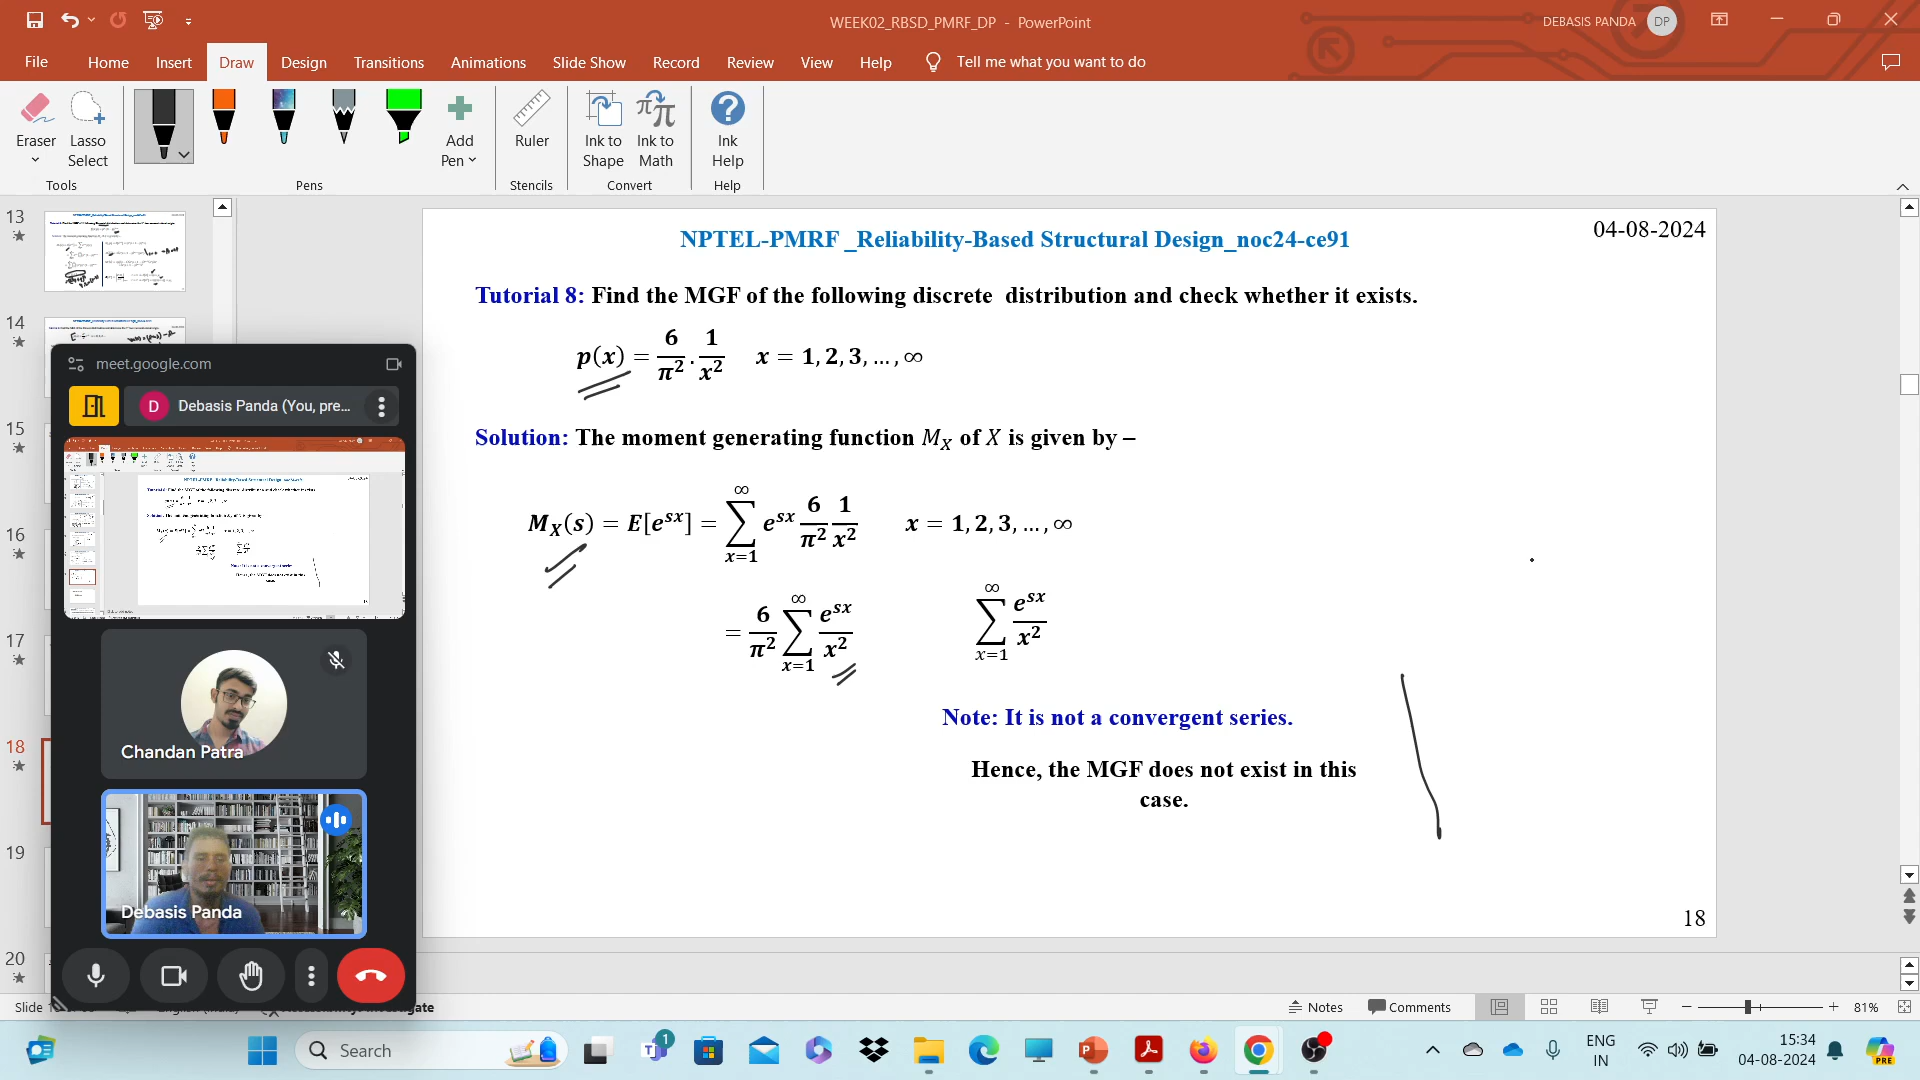 WEEK02_RBSD_PMRF_DP - PowerPoint
DEBASIS PANDA
DP
File Home Insert Draw Design Transitions Animations Slide Show Record Review View Help Tell me what you want to do
Eraser
Lasso
Select
Add
Pen
Ruler
Ink to
Shape
Ink to
Math
Ink
Help
Tools Pens Stencils Convert Help
13
14
15
16
17
18
19
20
NPTEL-PMRF _Reliability-Based Structural Design_noc24-ce91
04-08-2024
Tutorial 8: Find the MGF of the following discrete distribution and check whether it exists.
p(x) = 6/π² . 1/x² x = 1, 2, 3, … , ∞
Solution: The moment generating function M_X of X is given by –
M_X(s) = E[e^{sx}] = ∑_{x=1}^{∞} e^{sx} 6/π² 1/x² x = 1, 2, 3, … , ∞
= 6/π² ∑_{x=1}^{∞} e^{sx}/x² ∑_{x=1}^{∞} e^{sx}/x²
Note: It is not a convergent series.
Hence, the MGF does not exist in this
case.
18
meet.google.com
D
Debasis Panda (You, pre...
Chandan Patra
Debasis Panda
Slide
Notes
Comments
81%
Search
1
ENG
IN
15:34
04-08-2024
PRE